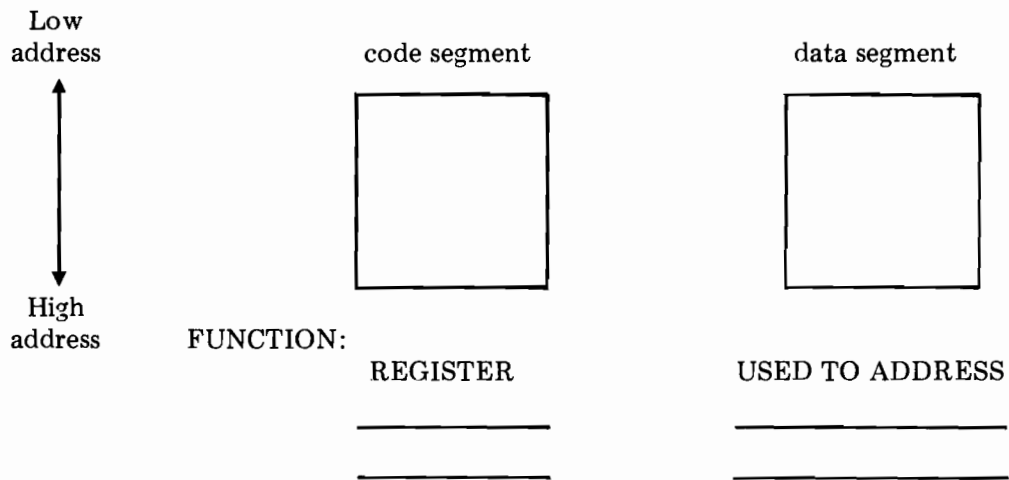 Low
address
code segment
data segment
High
address
FUNCTION:
REGISTER
USED TO ADDRESS